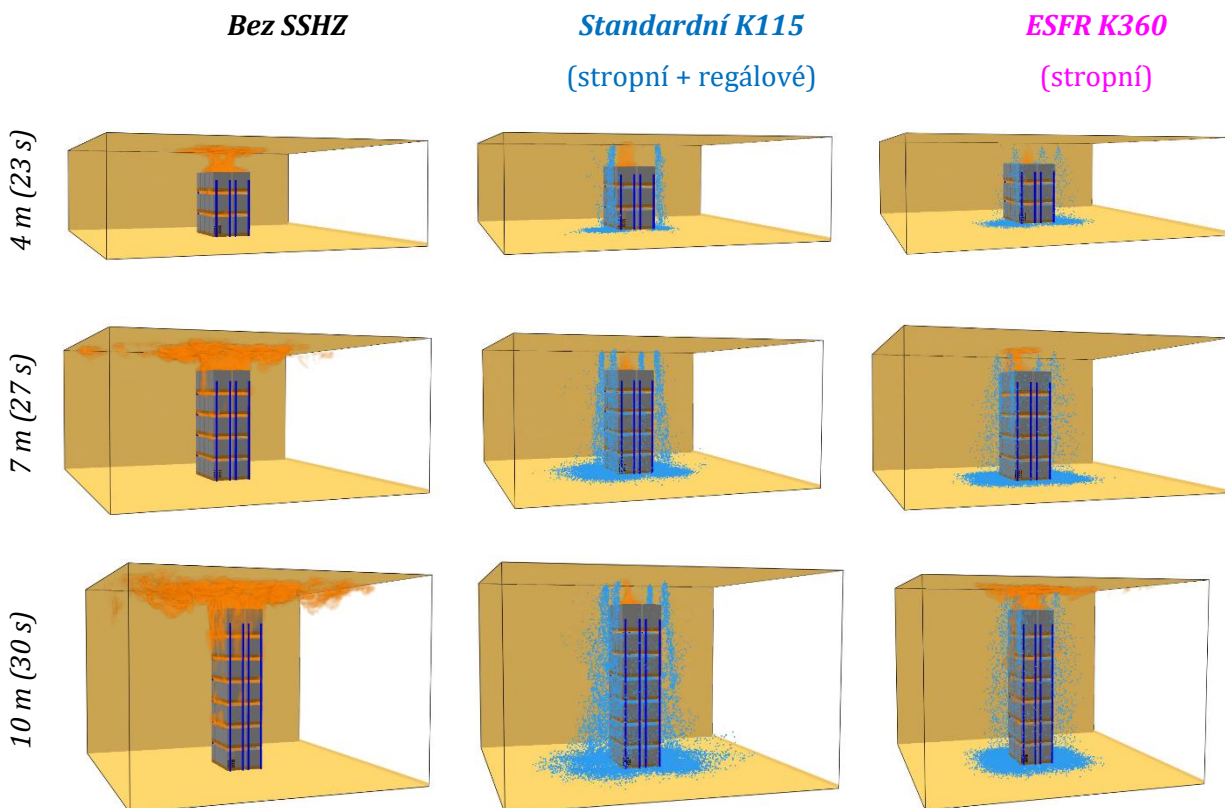 Bez SSHZ
Standardní K115
(stropní + regálové)
ESFR K360
(stropní)
4 m (23 s)
7 m (27 s)
10 m (30 s)